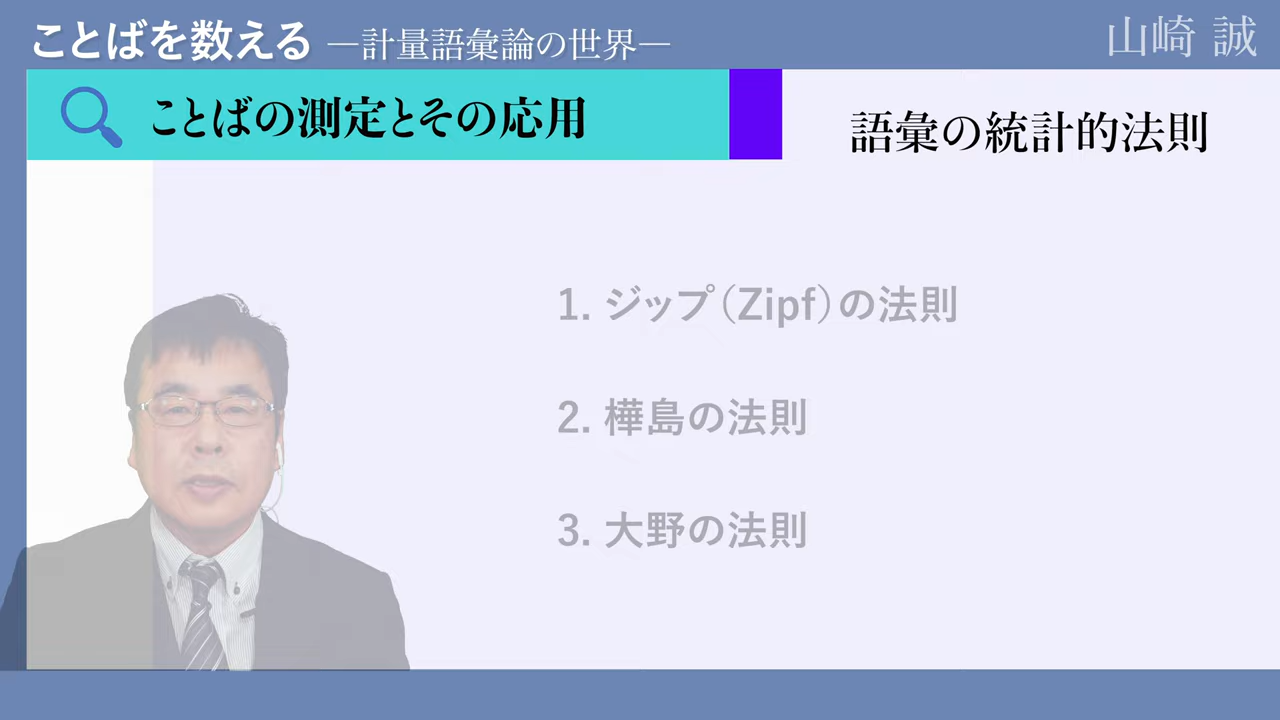 ことばを数える ―計量語彙論の世界―
山崎 誠
ことばの測定とその応用
語彙の統計的法則
1. ジップ（Zipf）の法則
2. 樺島の法則
3. 大野の法則